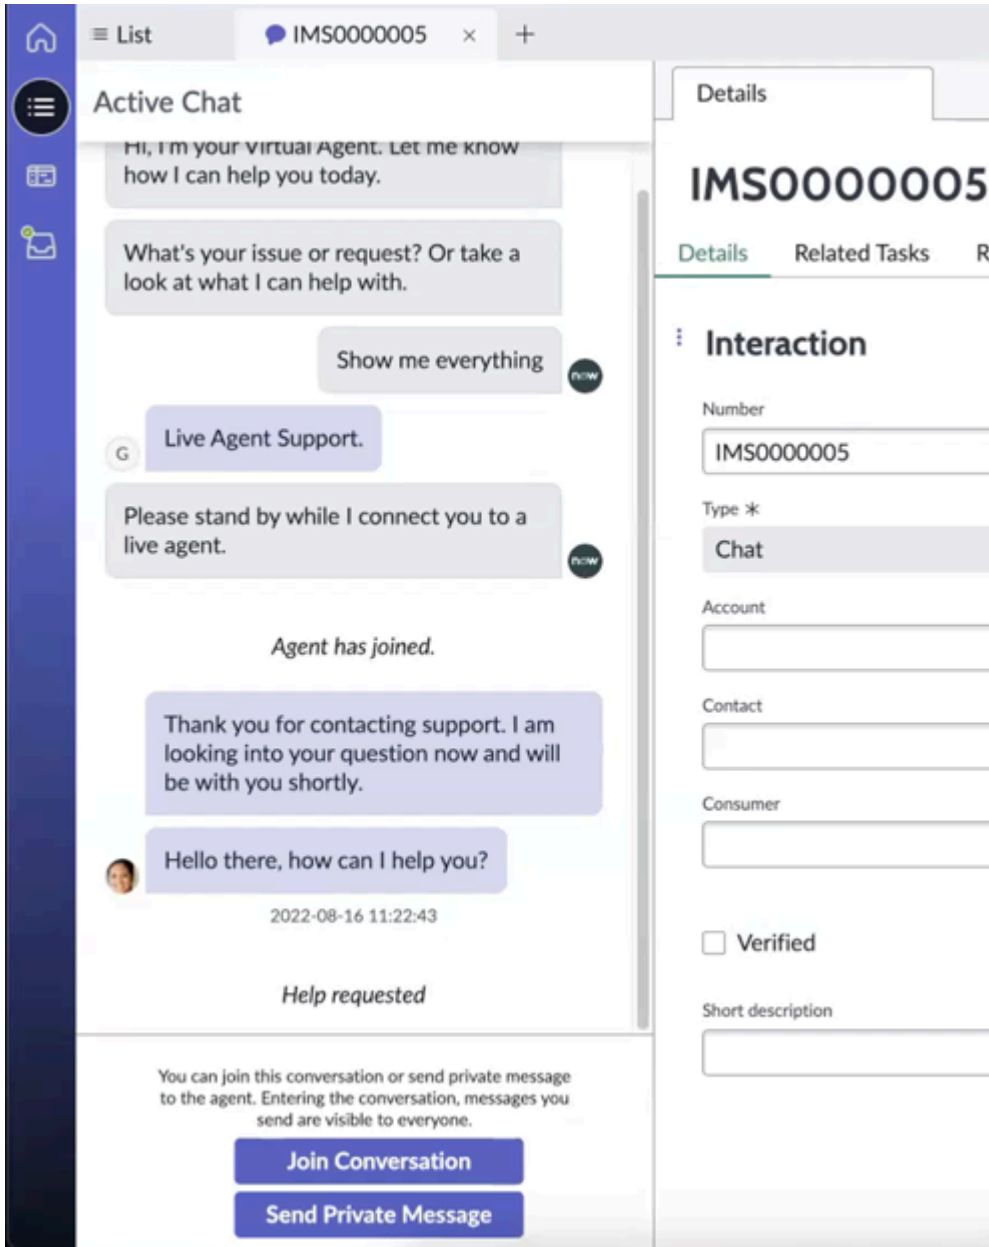 List
IMS0000005
Active Chat
Hi, I'm your Virtual Agent. Let me know
how I can help you today.
What's your issue or request? Or take a
look at what I can help with.
Show me everything
now
G
Live Agent Support.
Please stand by while I connect you to a
live agent.
now
Agent has joined.
Thank you for contacting support. I am
looking into your question now and will
be with you shortly.
Hello there, how can I help you?
2022-08-16 11:22:43
Help requested
You can join this conversation or send private message
to the agent. Entering the conversation, messages you
send are visible to everyone.
Join Conversation
Send Private Message
Details
IMS0000005
Details Related Tasks R
Interaction
Number
IMS0000005
Type *
Chat
Account
Contact
Consumer
Verified
Short description